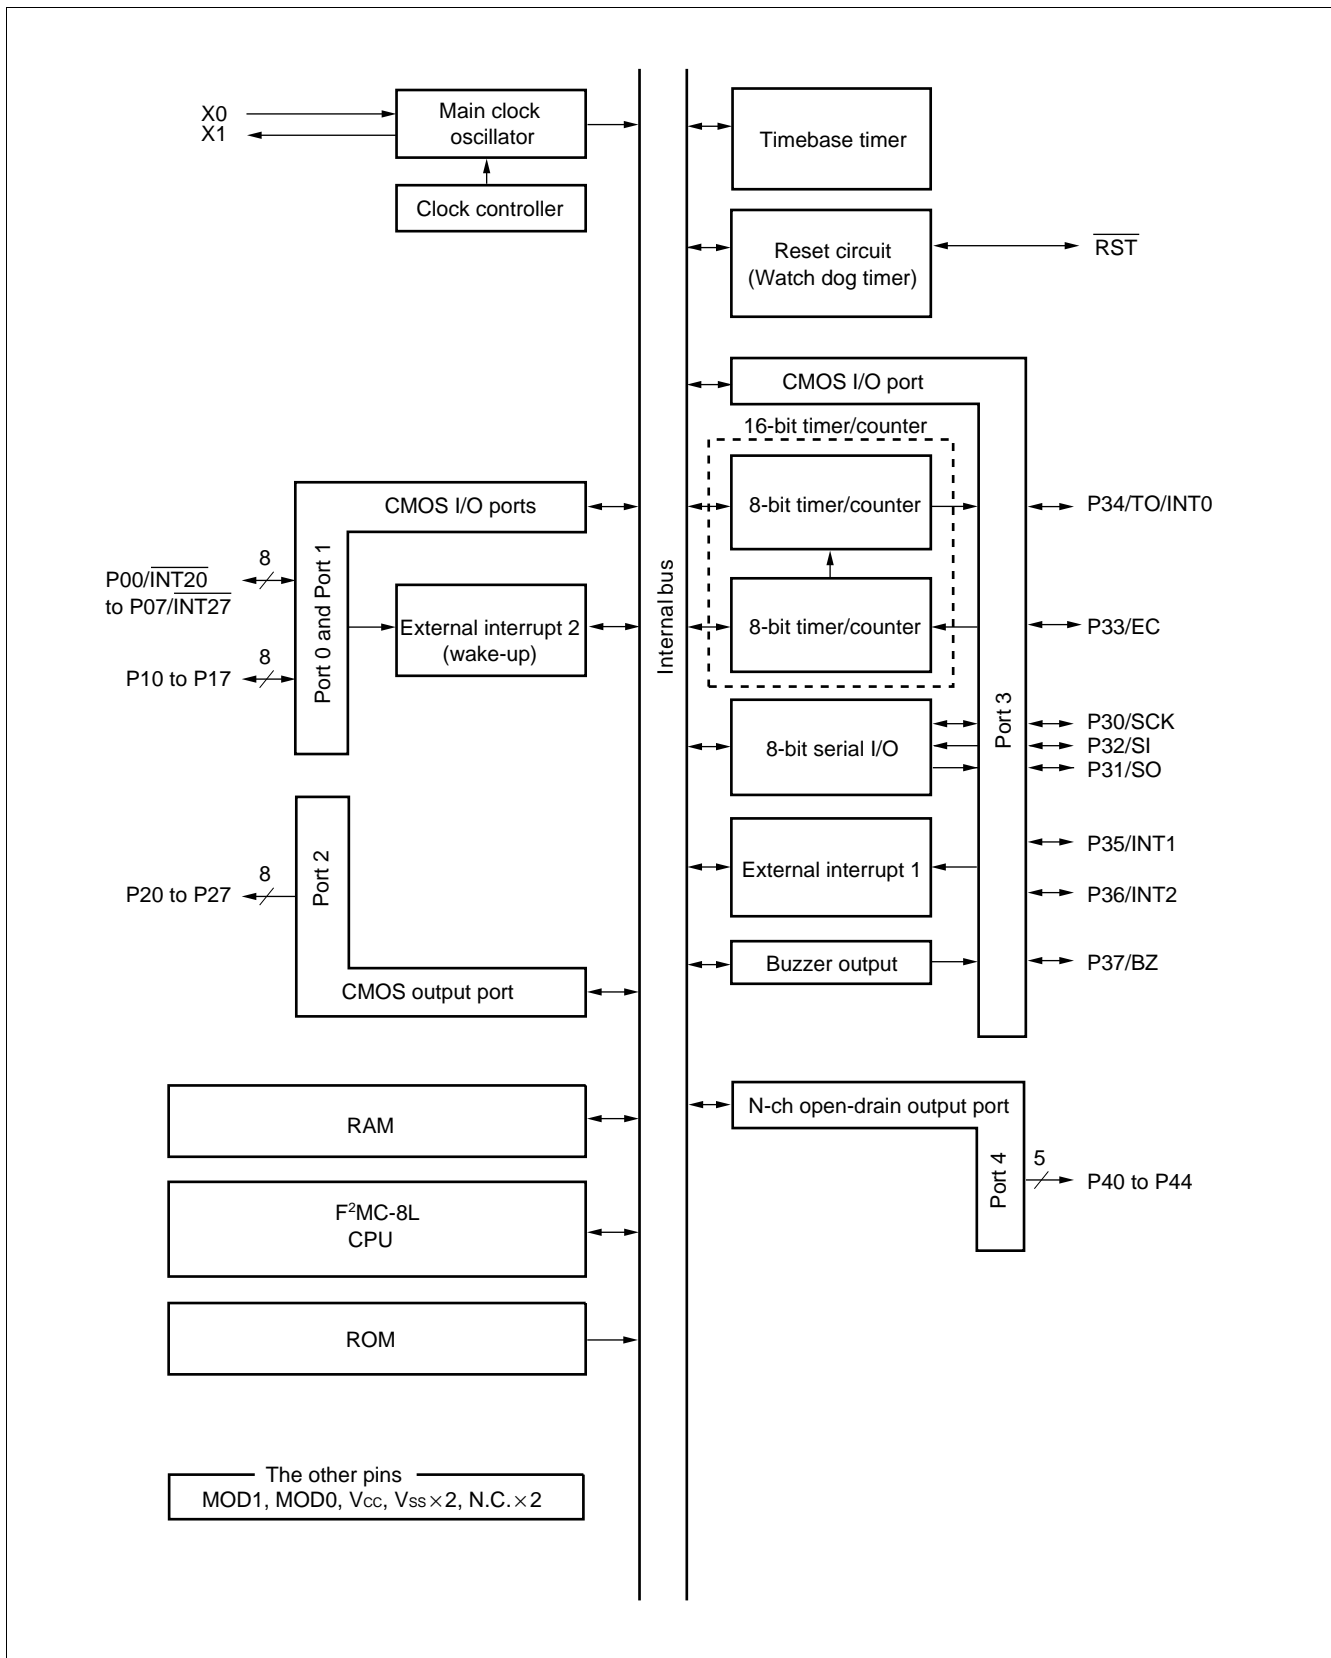 X0
X1
Main clock
oscillator
Clock controller
Timebase timer
Reset circuit
(Watch dog timer)
RST
CMOS I/O port
16-bit timer/counter
8-bit timer/counter
8-bit timer/counter
P34/TO/INT0
P33/EC
CMOS I/O ports
Port 0 and Port 1
8
P00/INT20
to P07/INT27
External interrupt 2
(wake-up)
8
P10 to P17
Internal bus
Port 3
8-bit serial I/O
P30/SCK
P32/SI
P31/SO
External interrupt 1
P35/INT1
P36/INT2
Buzzer output
P37/BZ
Port 2
8
P20 to P27
CMOS output port
RAM
F²MC-8L
CPU
ROM
N-ch open-drain output port
Port 4
5
P40 to P44
The other pins
MOD1, MOD0, VCC, VSS×2, N.C.×2